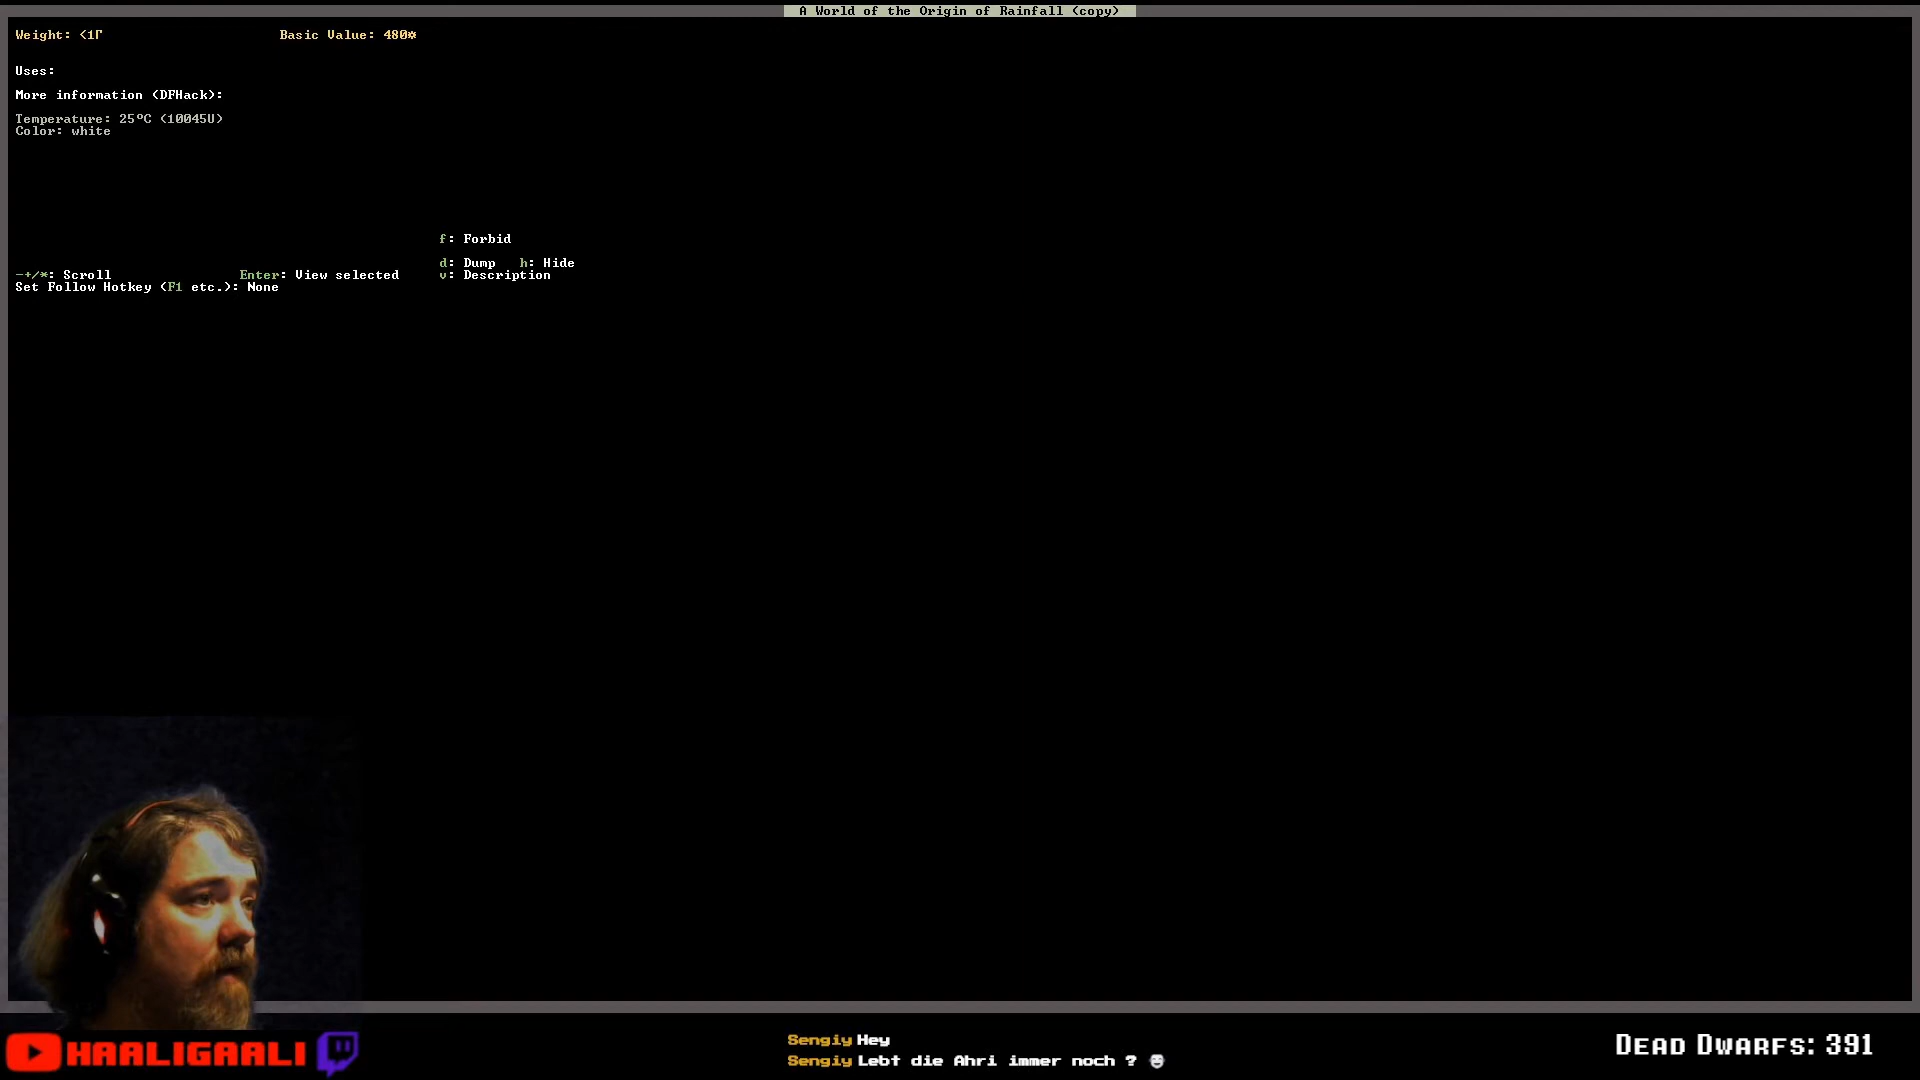 A World of the Origin of Rainfall (copy)
Weight: <1Γ Basic Value: 480☼
Uses:
More information (DFHack):
Temperature: 25°C (10045U)
Color: white
f: Forbid
d: Dump h: Hide
-+/*: Scroll Enter: View selected v: Description
Set Follow Hotkey (F1 etc.): None
HAALIGAALI
Sengiy Hey
Sengiy Lebt die Ahri immer noch ?
Dead Dwarfs: 391